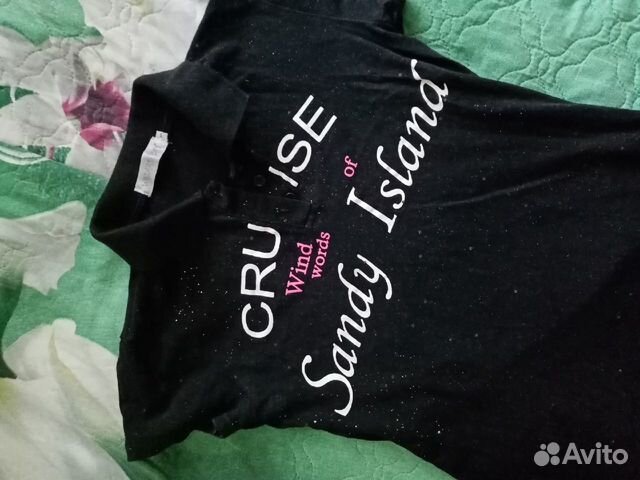 CRUISE
Wind
words
of
Sandy Island
Avito